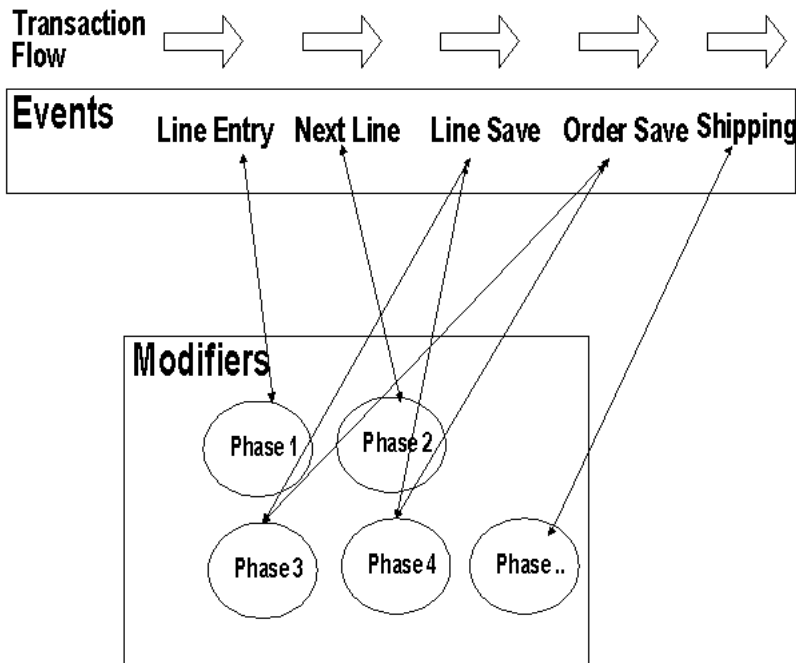 Transaction
Flow
Events
Line Entry Next Line Line Save Order Save Shipping
Modifiers
Phase 1 Phase 2
Phase 3 Phase 4 Phase ..